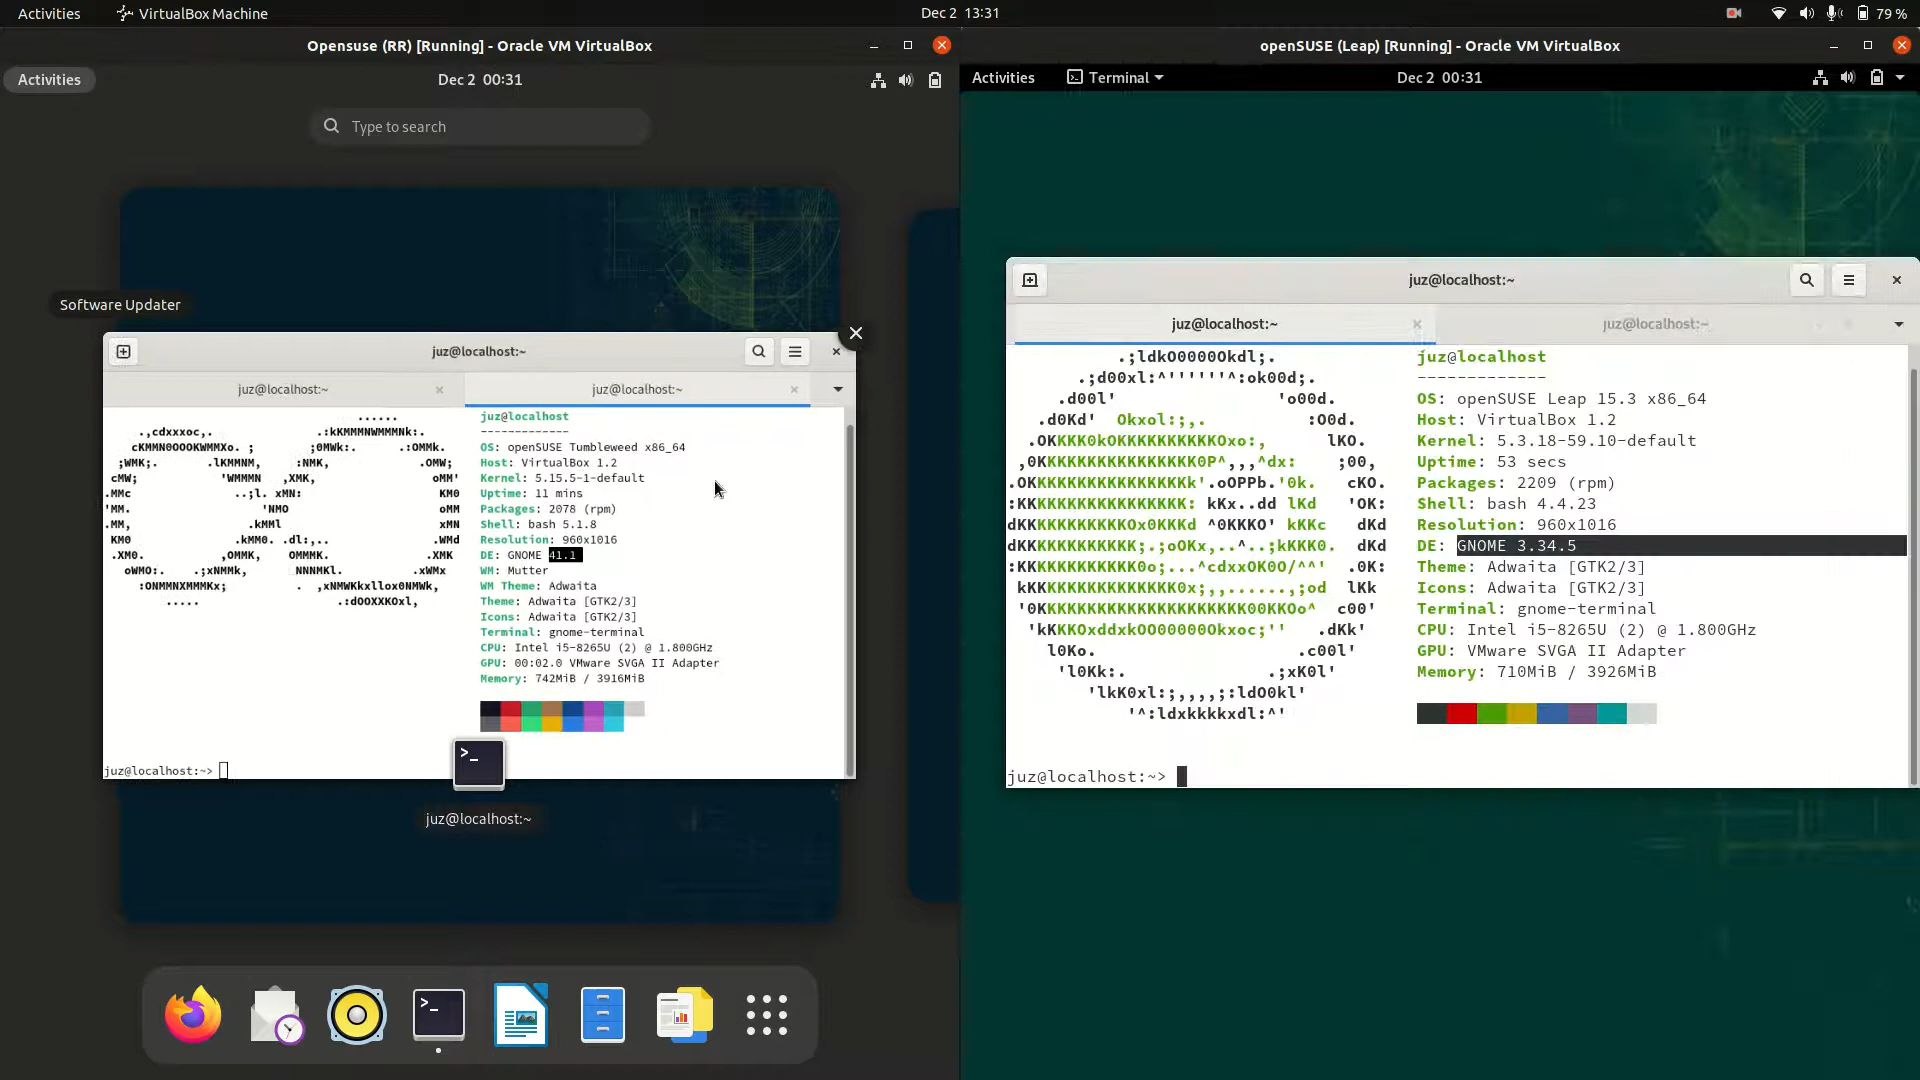 Activities VirtualBox Machine Dec 2 13:31 79 %
Opensuse (RR) [Running] - Oracle VM VirtualBox
Activities Dec 2 00:31
Type to search
Software Updater
juz@localhost:~
juz@localhost:~ juz@localhost:~
juz@localhost
-------------
OS: openSUSE Tumbleweed x86_64
Host: VirtualBox 1.2
Kernel: 5.15.5-1-default
Uptime: 11 mins
Packages: 2078 (rpm)
Shell: bash 5.1.8
Resolution: 960x1016
DE: GNOME 41.1
WM: Mutter
WM Theme: Adwaita
Theme: Adwaita [GTK2/3]
Icons: Adwaita [GTK2/3]
Terminal: gnome-terminal
CPU: Intel i5-8265U (2) @ 1.800GHz
GPU: 00:02.0 VMware SVGA II Adapter
Memory: 742MiB / 3916MiB
juz@localhost:~>
juz@localhost:~
openSUSE (Leap) [Running] - Oracle VM VirtualBox
Activities Terminal Dec 2 00:31
juz@localhost:~
juz@localhost:~ juz@localhost:~
juz@localhost
-------------
OS: openSUSE Leap 15.3 x86_64
Host: VirtualBox 1.2
Kernel: 5.3.18-59.10-default
Uptime: 53 secs
Packages: 2209 (rpm)
Shell: bash 4.4.23
Resolution: 960x1016
DE: GNOME 3.34.5
Theme: Adwaita [GTK2/3]
Icons: Adwaita [GTK2/3]
Terminal: gnome-terminal
CPU: Intel i5-8265U (2) @ 1.800GHz
GPU: VMware SVGA II Adapter
Memory: 710MiB / 3926MiB
juz@localhost:~>